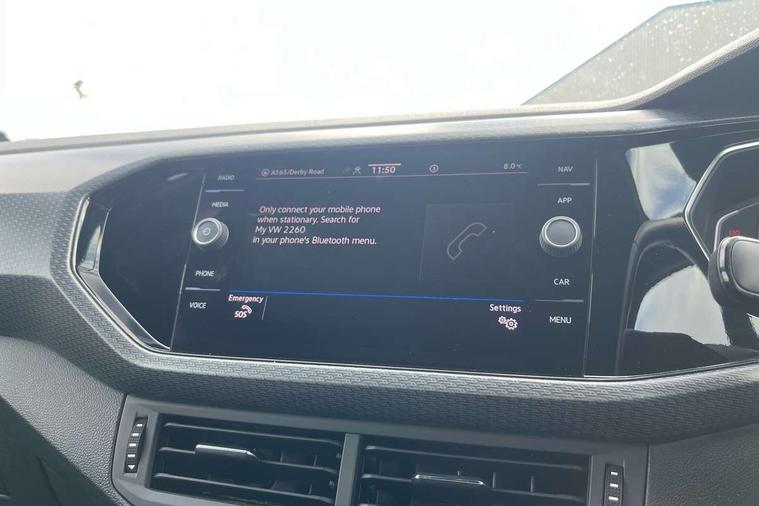 RADIO
A565/Derby Road
11:50
8.0°C
NAV
MEDIA
APP
Only connect your mobile phone
when stationary. Search for
My VW 2260
in your phone's Bluetooth menu.
PHONE
CAR
VOICE
Emergency
SOS
Settings
MENU